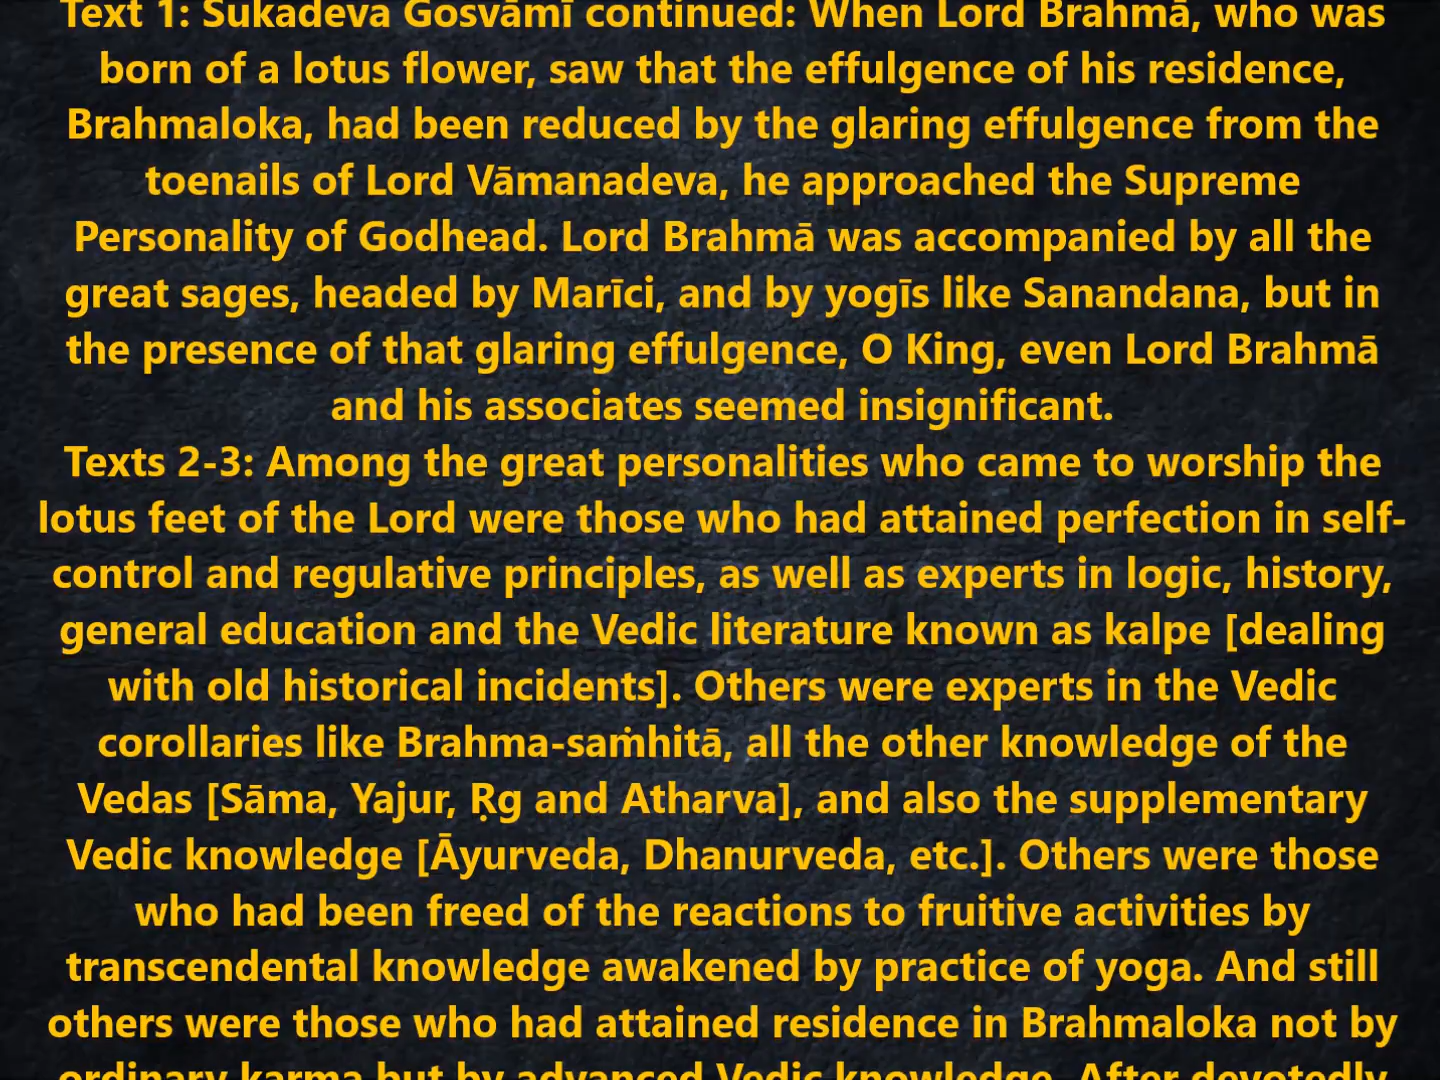 Text 1: Śukadeva Gosvāmī continued: When Lord Brahmā, who was
born of a lotus flower, saw that the effulgence of his residence,
Brahmaloka, had been reduced by the glaring effulgence from the
toenails of Lord Vāmanadeva, he approached the Supreme
Personality of Godhead. Lord Brahmā was accompanied by all the
great sages, headed by Marīci, and by yogīs like Sanandana, but in
the presence of that glaring effulgence, O King, even Lord Brahmā
and his associates seemed insignificant.
Texts 2-3: Among the great personalities who came to worship the
lotus feet of the Lord were those who had attained perfection in self-
control and regulative principles, as well as experts in logic, history,
general education and the Vedic literature known as kalpe [dealing
with old historical incidents]. Others were experts in the Vedic
corollaries like Brahma-saṁhitā, all the other knowledge of the
Vedas [Sāma, Yajur, Ṛg and Atharva], and also the supplementary
Vedic knowledge [Āyurveda, Dhanurveda, etc.]. Others were those
who had been freed of the reactions to fruitive activities by
transcendental knowledge awakened by practice of yoga. And still
others were those who had attained residence in Brahmaloka not by
ordinary karma but by advanced Vedic knowledge. After devotedly